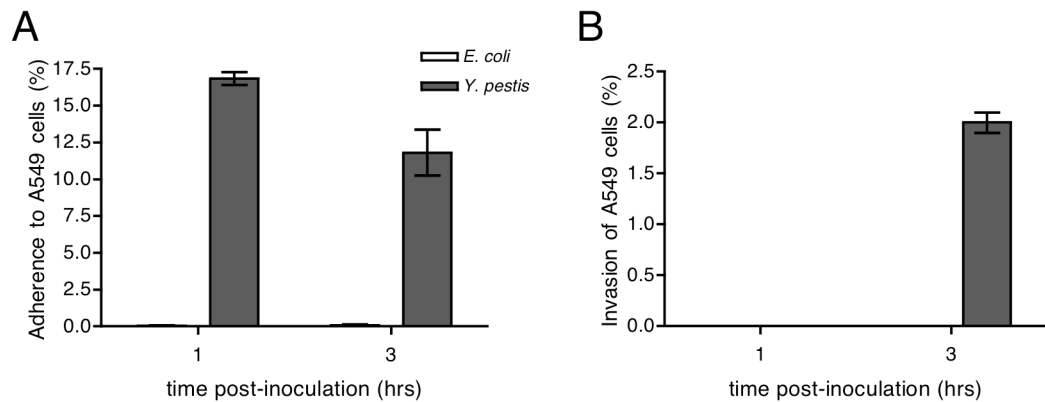 A
E. coli
Y. pestis
Adherence to A549 cells (%)
17.5
15.0
12.5
10.0
7.5
5.0
2.5
0.0
1 3
time post-inoculation (hrs)
B
Invasion of A549 cells (%)
2.5
2.0
1.5
1.0
0.5
0.0
1 3
time post-inoculation (hrs)